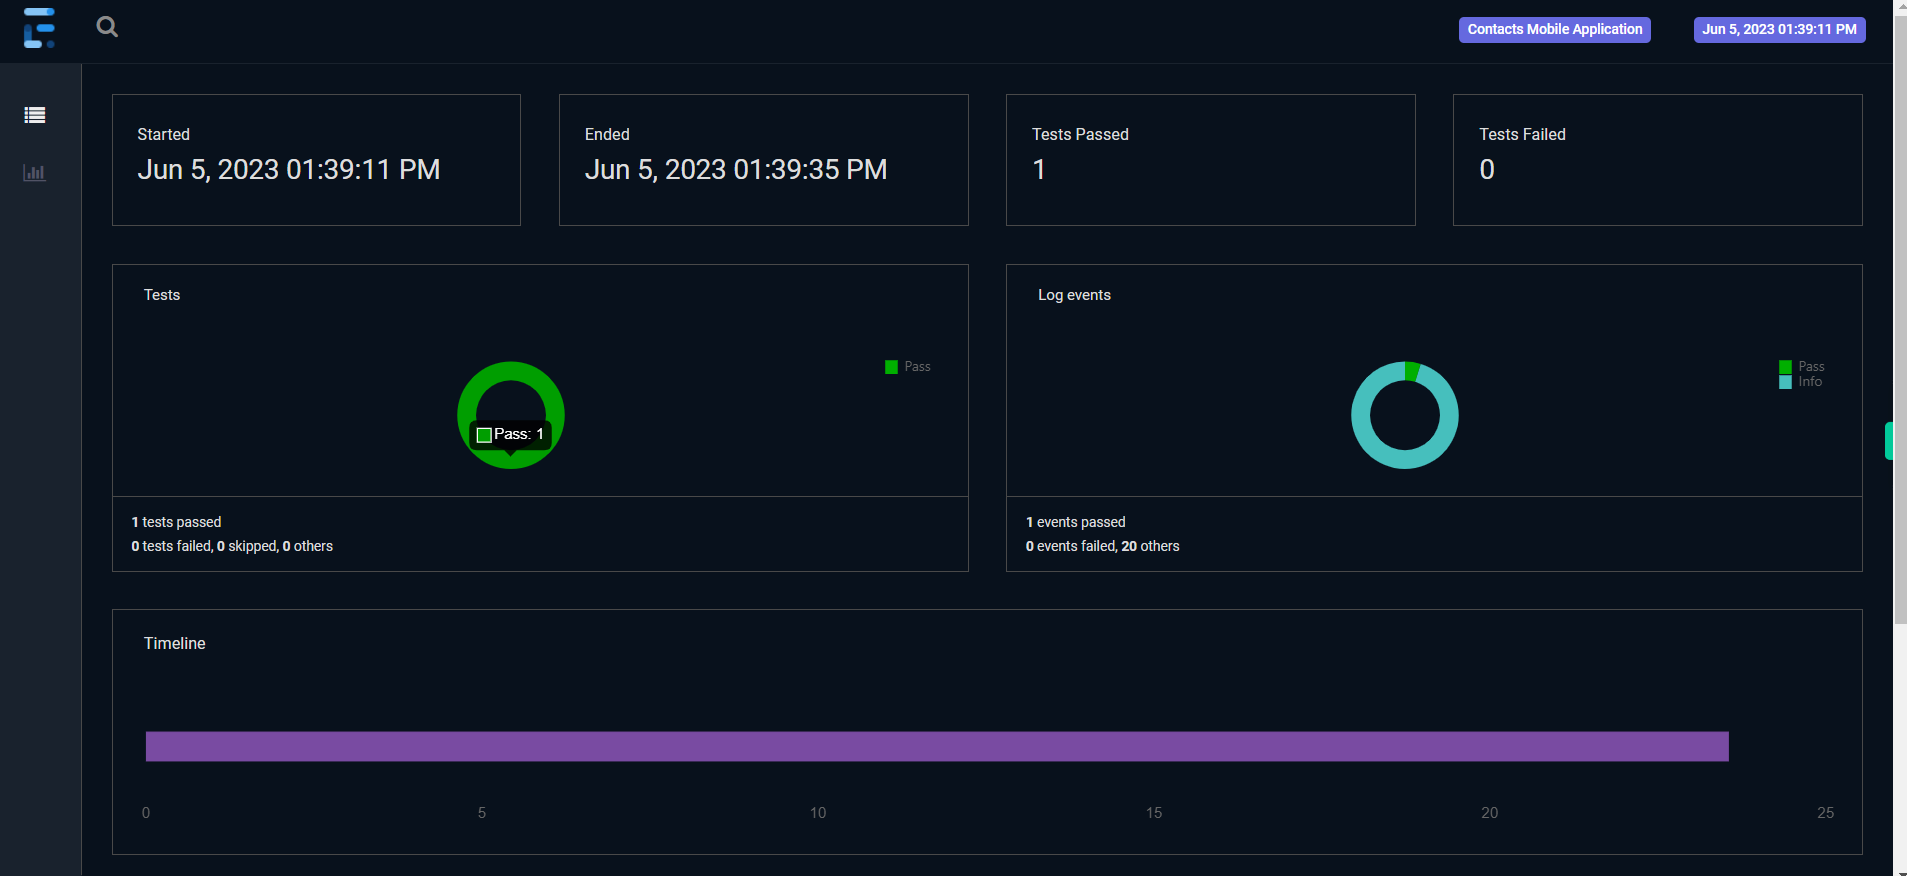 Contacts Mobile Application
Jun 5, 2023 01:39:11 PM
Started
Jun 5, 2023 01:39:11 PM
Ended
Jun 5, 2023 01:39:35 PM
Tests Passed
1
Tests Failed
0
Tests
Pass
Pass: 1
1 tests passed
0 tests failed, 0 skipped, 0 others
Log events
Pass
Info
1 events passed
0 events failed, 20 others
Timeline
0 5 10 15 20 25